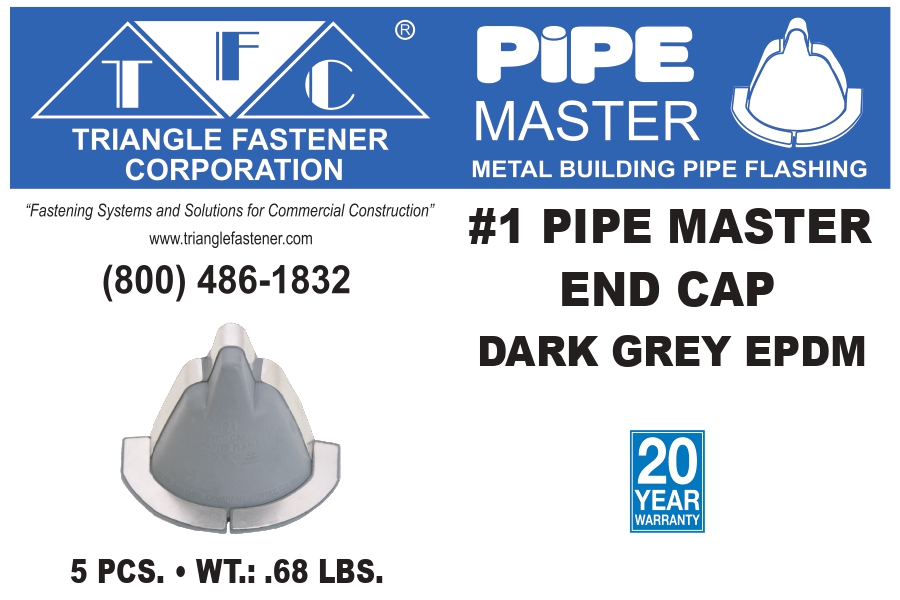 TFC ®
TRIANGLE FASTENER
CORPORATION
PiPE
MASTER
METAL BUILDING PIPE FLASHING
“Fastening Systems and Solutions for Commercial Construction”
www.trianglefastener.com
(800) 486-1832
#1 PIPE MASTER
END CAP
DARK GREY EPDM
20
YEAR
WARRANTY
5 PCS. • WT.: .68 LBS.